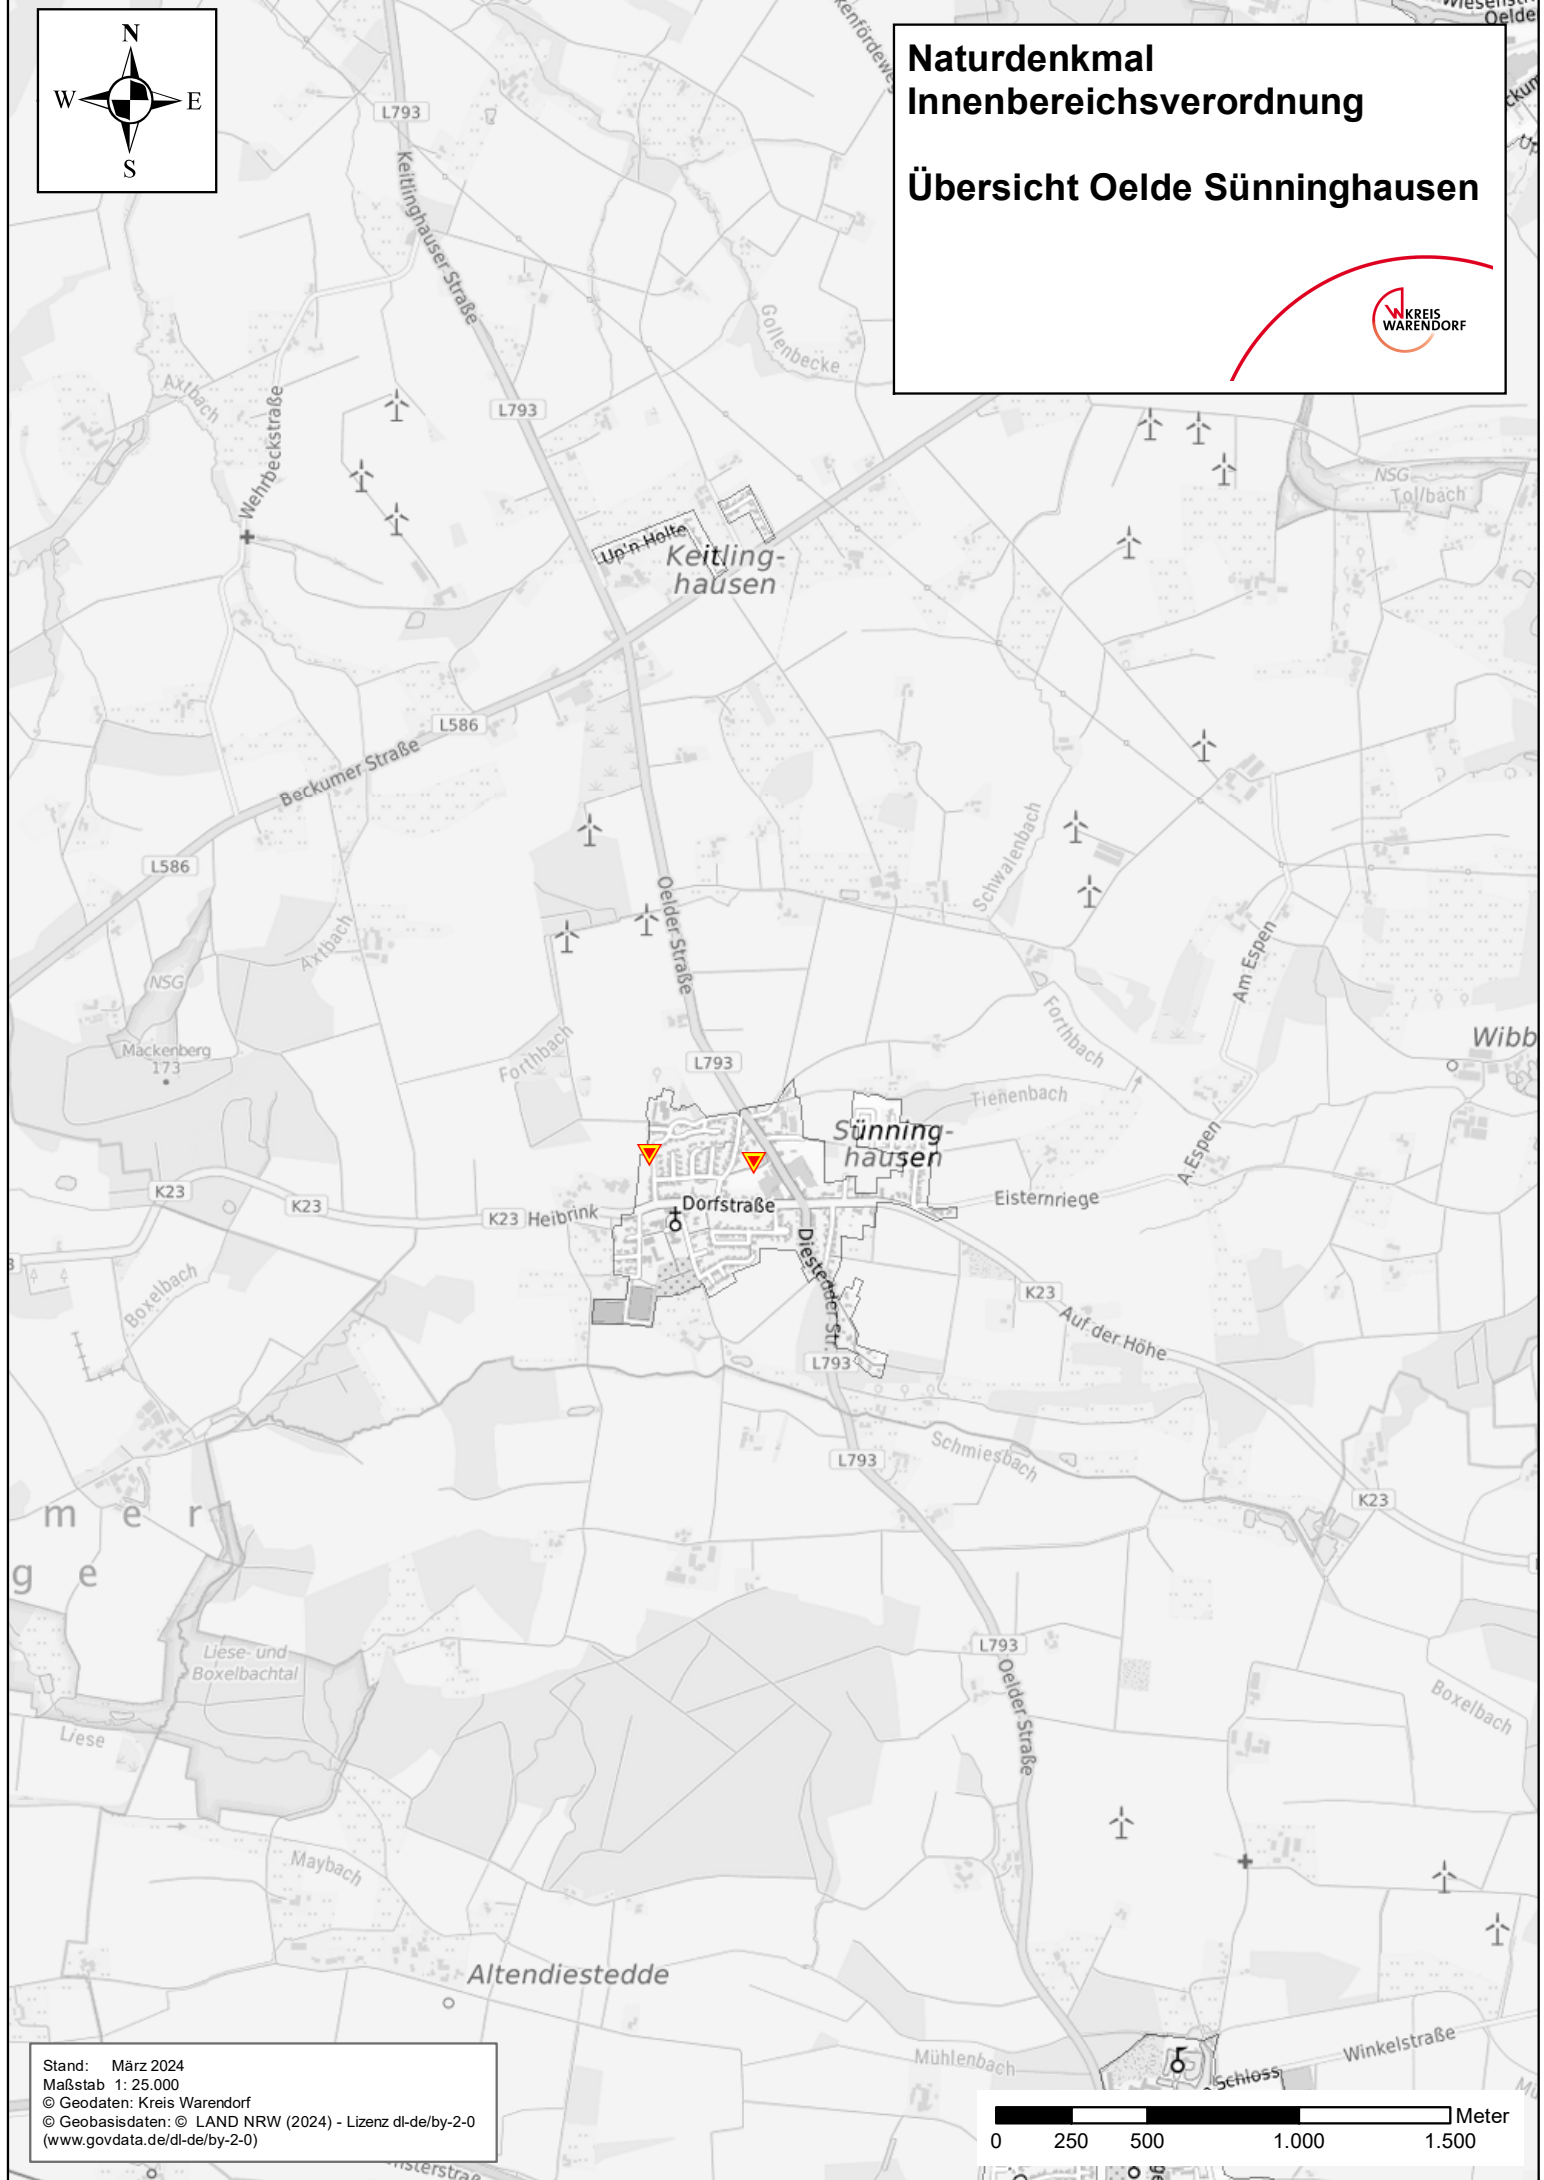 N
W
E
S
Naturdenkmal
Innenbereichsverordnung
Übersicht Oelde Sünninghausen
KREIS
WARENDORF
Oelde
L793
Keitlinghauser Straße
Gollenbecke
Axtbach
Wehrbeckstraße
L793
NSG
Tollbach
Up'n Holte
Keitling-
hausen
L586
Beckumer Straße
L586
Schwalenbach
Oelder Straße
Axtbach
NSG
Am Espen
Mackenberg
173
Forthbach
Forthbach
Wibb
L793
Tienenbach
Sünning-
hausen
A.Espen
K23
K23
K23
Heibrink
Dorfstraße
Eisternriege
Diestedder Str.
Boxelbach
K23
Auf der Höhe
L793
Schmiesbach
L793
K23
m e r
g e
Liese- und
Boxelbachtal
L793
Oelder Straße
Boxelbach
Liese
Maybach
Altendiestedde
Mühlenbach
Winkelstraße
Schloss
Stand: März 2024
Maßstab 1: 25.000
© Geodaten: Kreis Warendorf
© Geobasisdaten: © LAND NRW (2024) - Lizenz dl-de/by-2-0
(www.govdata.de/dl-de/by-2-0)
Meter
0 250 500 1.000 1.500